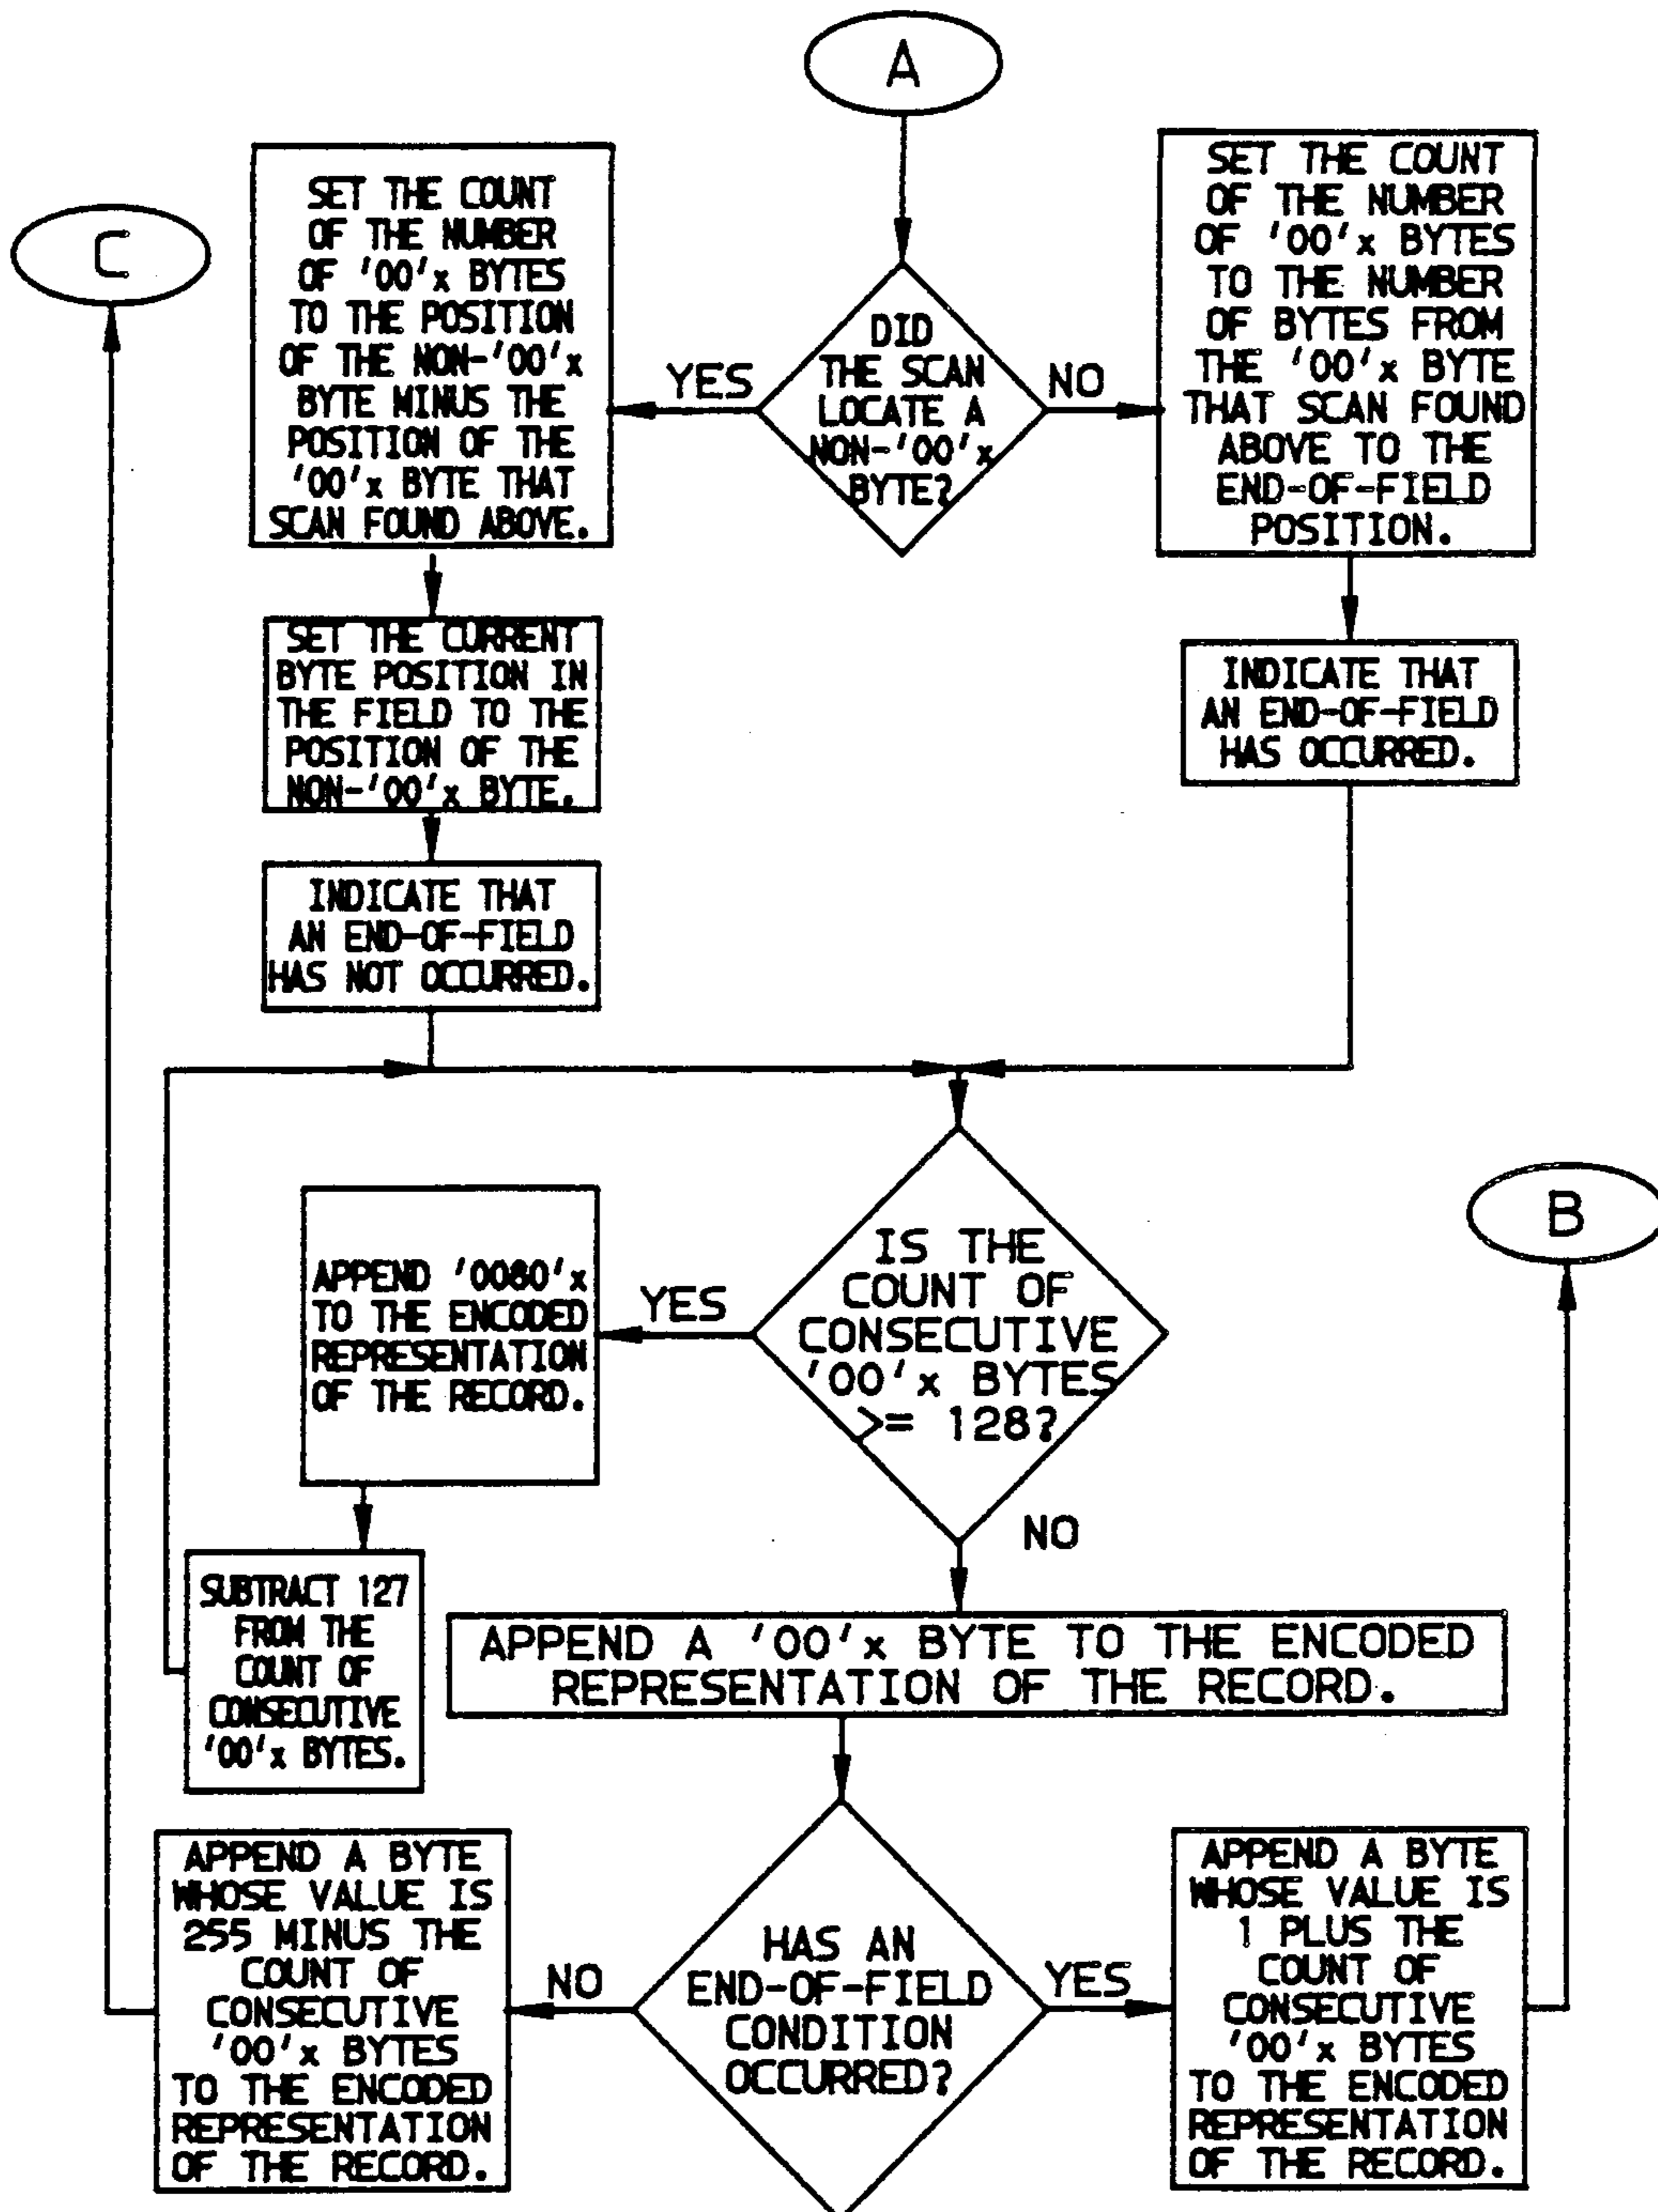 A
C
SET THE COUNT
OF THE NUMBER
OF '00'x BYTES
TO THE POSITION
OF THE NON-'00'x
BYTE MINUS THE
POSITION OF THE
'00'x BYTE THAT
SCAN FOUND ABOVE.
YES
DID
THE SCAN
LOCATE A
NON-'00'x
BYTE?
NO
SET THE COUNT
OF THE NUMBER
OF '00'x BYTES
TO THE NUMBER
OF BYTES FROM
THE '00'x BYTE
THAT SCAN FOUND
ABOVE TO THE
END-OF-FIELD
POSITION.
SET THE CURRENT
BYTE POSITION IN
THE FIELD TO THE
POSITION OF THE
NON-'00'x BYTE.
INDICATE THAT
AN END-OF-FIELD
HAS OCCURRED.
INDICATE THAT
AN END-OF-FIELD
HAS NOT OCCURRED.
B
APPEND '0080'x
TO THE ENCODED
REPRESENTATION
OF THE RECORD.
YES
IS THE
COUNT OF
CONSECUTIVE
'00'x BYTES
>= 128?
NO
SUBTRACT 127
FROM THE
COUNT OF
CONSECUTIVE
'00'x BYTES.
APPEND A '00'x BYTE TO THE ENCODED
REPRESENTATION OF THE RECORD.
APPEND A BYTE
WHOSE VALUE IS
255 MINUS THE
COUNT OF
CONSECUTIVE
'00'x BYTES
TO THE ENCODED
REPRESENTATION
OF THE RECORD.
NO
HAS AN
END-OF-FIELD
CONDITION
OCCURRED?
YES
APPEND A BYTE
WHOSE VALUE IS
1 PLUS THE
COUNT OF
CONSECUTIVE
'00'x BYTES
TO THE ENCODED
REPRESENTATION
OF THE RECORD.